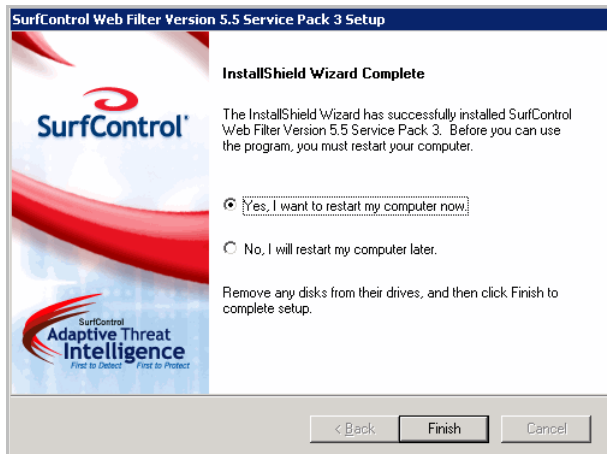 SurfControl Web Filter Version 5.5 Service Pack 3 Setup
InstallShield Wizard Complete
The InstallShield Wizard has successfully installed SurfControl
Web Filter Version 5.5 Service Pack 3. Before you can use
the program, you must restart your computer.
SurfControl
Yes, I want to restart my computer now.
No, I will restart my computer later.
Remove any disks from their drives, and then click Finish to
complete setup.
SurfControl
Adaptive Threat
Intelligence
First to Detect First to Protect
< Back
Finish
Cancel